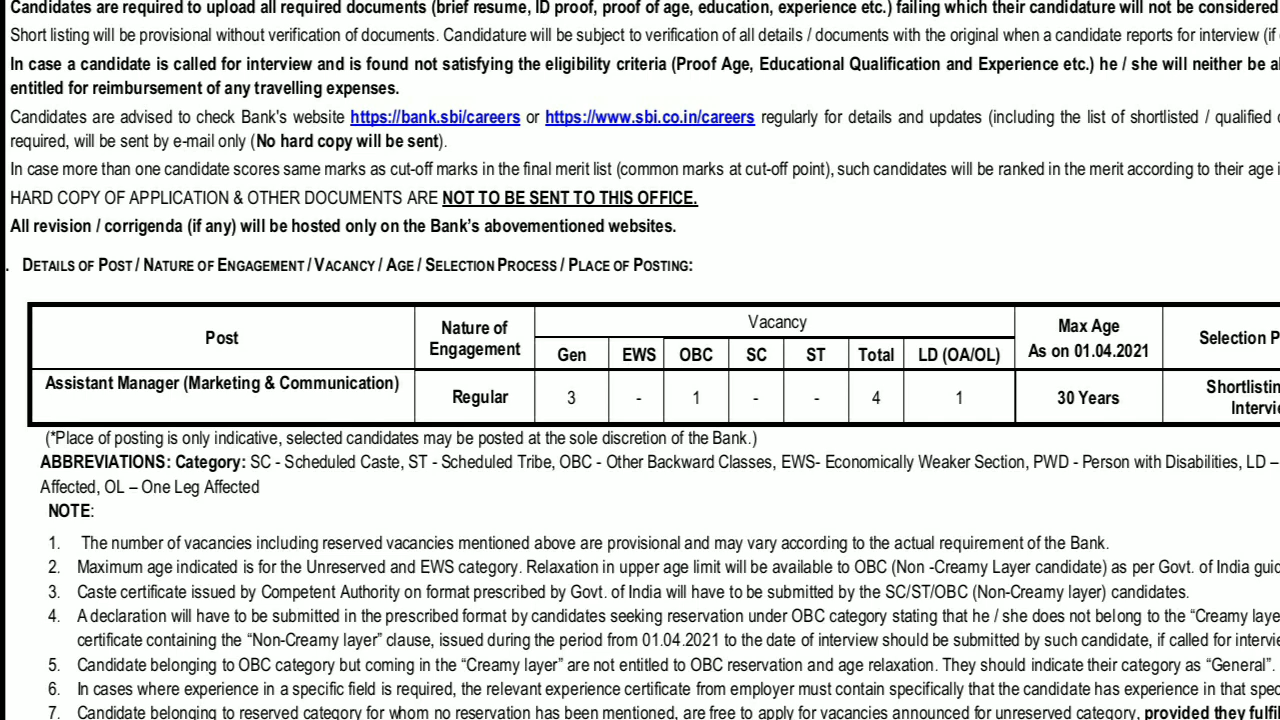 Candidates are required to upload all required documents (brief resume, ID proof, proof of age, education, experience etc.) failing which their candidature will not be considered
Short listing will be provisional without verification of documents. Candidature will be subject to verification of all details / documents with the original when a candidate reports for interview (if
In case a candidate is called for interview and is found not satisfying the eligibility criteria (Proof Age, Educational Qualification and Experience etc.) he / she will neither be
entitled for reimbursement of any travelling expenses.
Candidates are advised to check Bank's website https://bank.sbi/careers or https://www.sbi.co.in/careers regularly for details and updates (including the list of shortlisted / qualified
required, will be sent by e-mail only (No hard copy will be sent).
In case more than one candidate scores same marks as cut-off marks in the final merit list (common marks at cut-off point), such candidates will be ranked in the merit according to their age
HARD COPY OF APPLICATION & OTHER DOCUMENTS ARE NOT TO BE SENT TO THIS OFFICE.
All revision / corrigenda (if any) will be hosted only on the Bank's abovementioned websites.
. DETAILS OF POST / NATURE OF ENGAGEMENT / VACANCY / AGE / SELECTION PROCESS / PLACE OF POSTING:
Post Nature of Engagement Vacancy Max Age As on 01.04.2021 Selection
Gen EWS OBC SC ST Total LD (OA/OL)
Assistant Manager (Marketing & Communication) Regular 3 - 1 - - 4 1 30 Years
(*Place of posting is only indicative, selected candidates may be posted at the sole discretion of the Bank.)
ABBREVIATIONS: Category: SC - Scheduled Caste, ST - Scheduled Tribe, OBC - Other Backward Classes, EWS- Economically Weaker Section, PWD - Person with Disabilities, LD –
Affected, OL – One Leg Affected
NOTE:
1. The number of vacancies including reserved vacancies mentioned above are provisional and may vary according to the actual requirement of the Bank.
2. Maximum age indicated is for the Unreserved and EWS category. Relaxation in upper age limit will be available to OBC (Non -Creamy Layer candidate) as per Govt. of India
3. Caste certificate issued by Competent Authority on format prescribed by Govt. of India will have to be submitted by the SC/ST/OBC (Non-Creamy layer) candidates.
4. A declaration will have to be submitted in the prescribed format by candidates seeking reservation under OBC category stating that he / she does not belong to the “Creamy
certificate containing the “Non-Creamy layer” clause, issued during the period from 01.04.2021 to the date of interview should be submitted by such candidate, if called for
5. Candidate belonging to OBC category but coming in the “Creamy layer” are not entitled to OBC reservation and age relaxation. They should indicate their category as “General”.
6. In cases where experience in a specific field is required, the relevant experience certificate from employer must contain specifically that the candidate has experience in that
7. Candidate belonging to reserved category for whom no reservation has been mentioned, are free to apply for vacancies announced for unreserved category, provided they